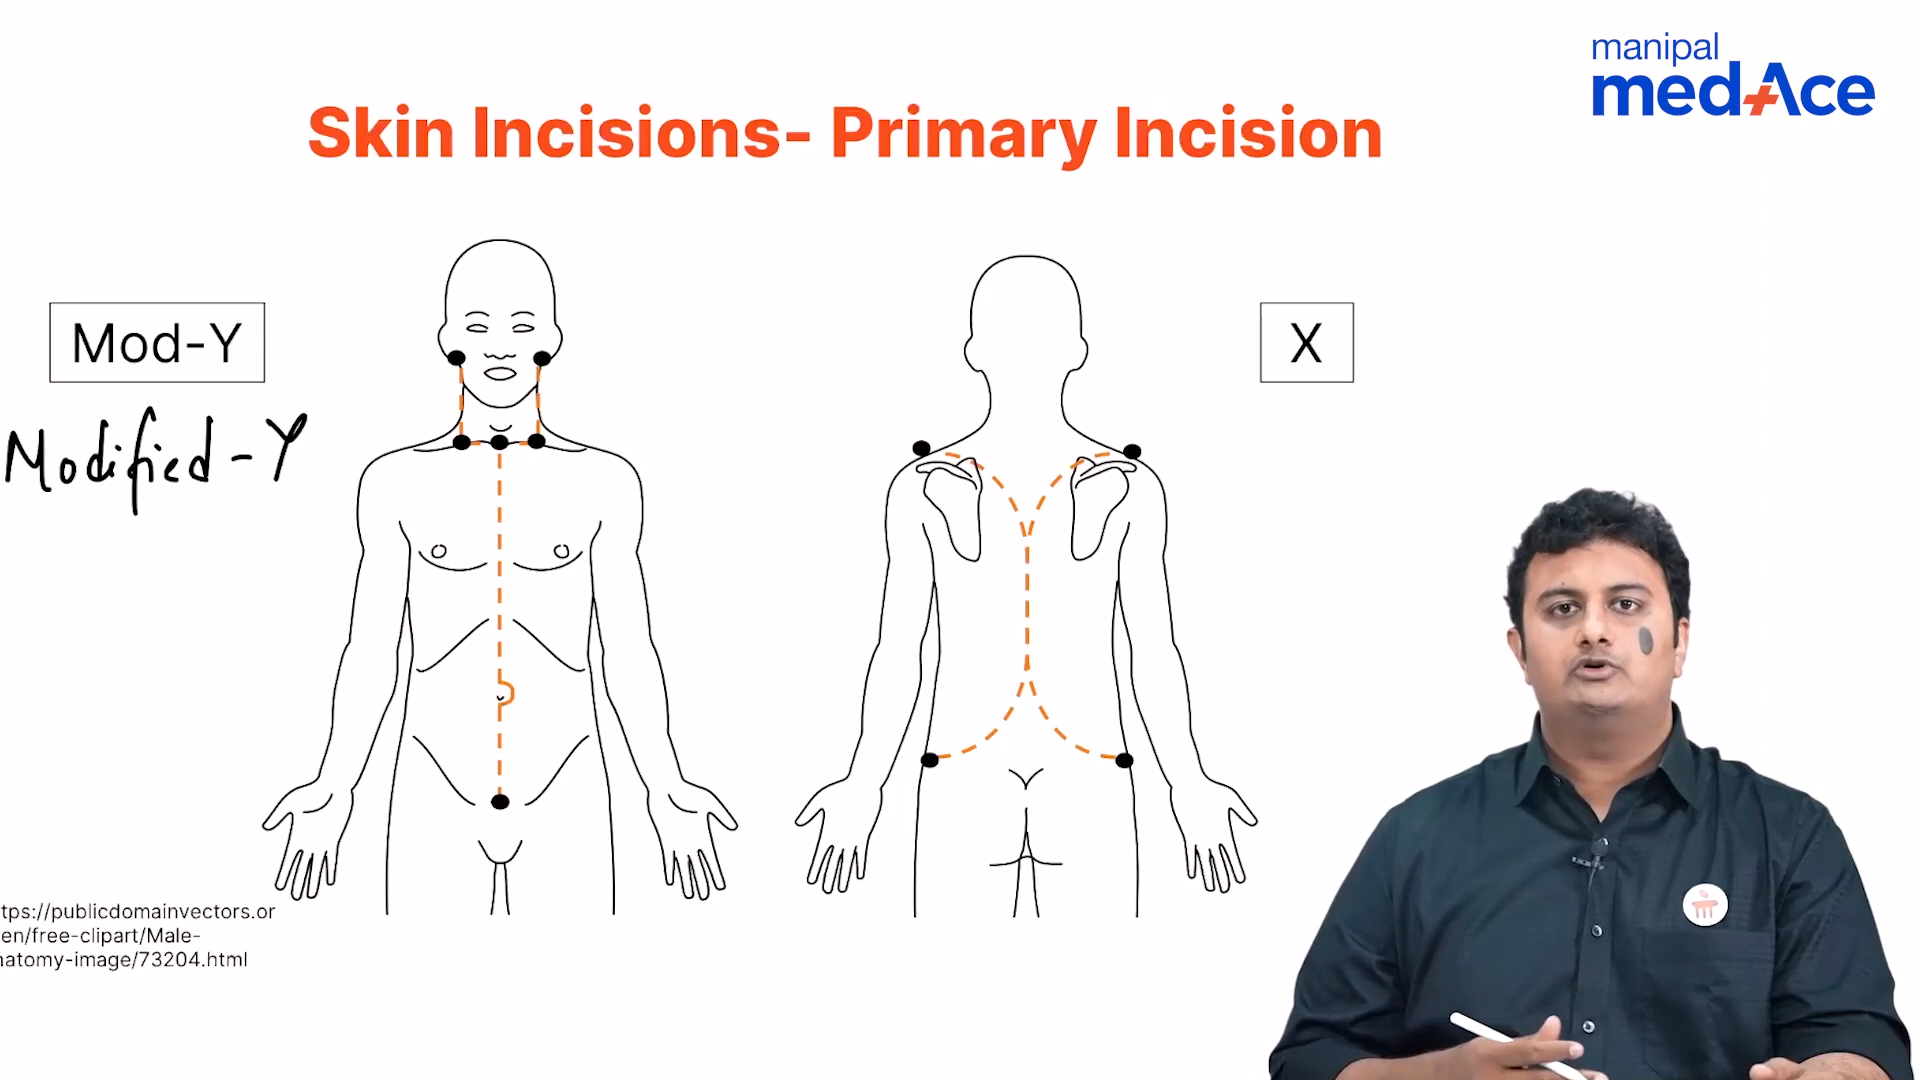 manipal
medAce
Skin Incisions- Primary Incision
Mod-Y
X
Modified-Y
tps://publicdomainvectors.or
en/free-clipart/Male-
natomy-image/73204.html